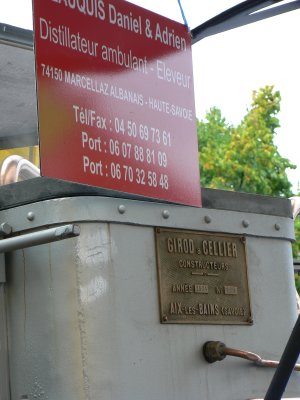 Daniel & Adrien
Distillateur ambulant - Eleveur
74150 MARCELLAZ ALBANAIS - HAUTE-SAVOIE
Tél/Fax : 04 50 69 73 61
Port : 06 07 88 81 09
Port : 06 70 32 58 48
GIROD & CELLIER
CONSTRUCTEURS
ANNÉE N°
AIX-LES-BAINS (SAVOIE)